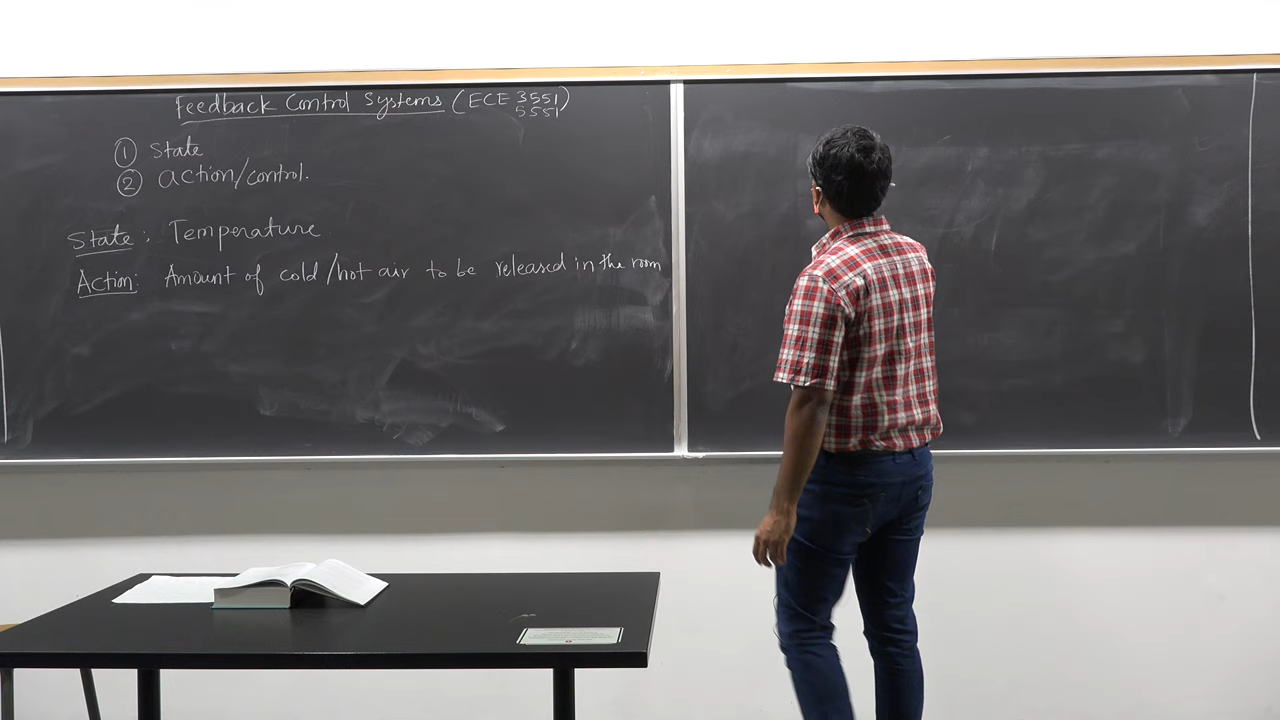 Feedback Control Systems (ECE 3551
5551)
① State
② action/control.
State: Temperature
Action: Amount of cold/hot air to be released in the room